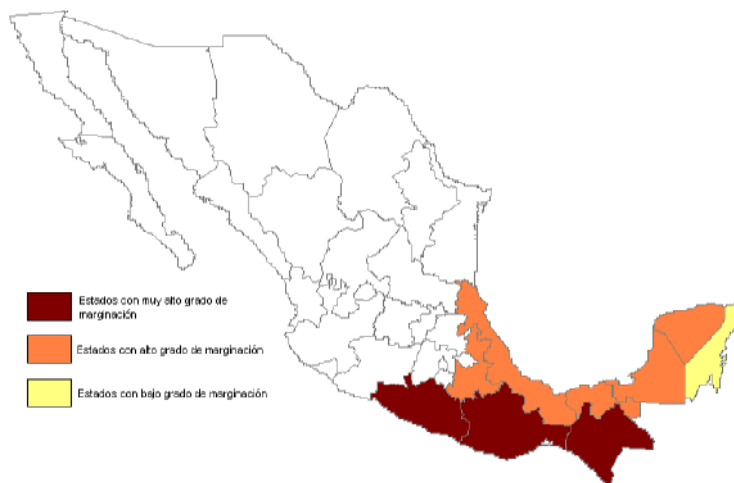 Estados con muy alto grado de
marginación
Estados con alto grado de marginación
Estados con bajo grado de marginación